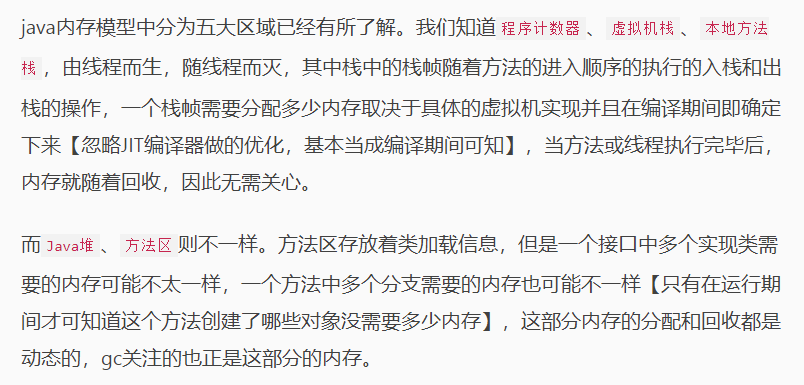 java内存模型中分为五大区域已经有所了解。我们知道程序计数器、虚拟机栈、本地方法
栈，由线程而生，随线程而灭，其中栈中的栈帧随着方法的进入顺序的执行的入栈和出
栈的操作，一个栈帧需要分配多少内存取决于具体的虚拟机实现并且在编译期间即确定
下来【忽略JIT编译器做的优化，基本当成编译期间可知】，当方法或线程执行完毕后，
内存就随着回收，因此无需关心。
而Java堆、方法区则不一样。方法区存放着类加载信息，但是一个接口中多个实现类需
要的内存可能不太一样，一个方法中多个分支需要的内存也可能不一样【只有在运行期
间才可知道这个方法创建了哪些对象没需要多少内存】，这部分内存的分配和回收都是
动态的，gc关注的也正是这部分的内存。